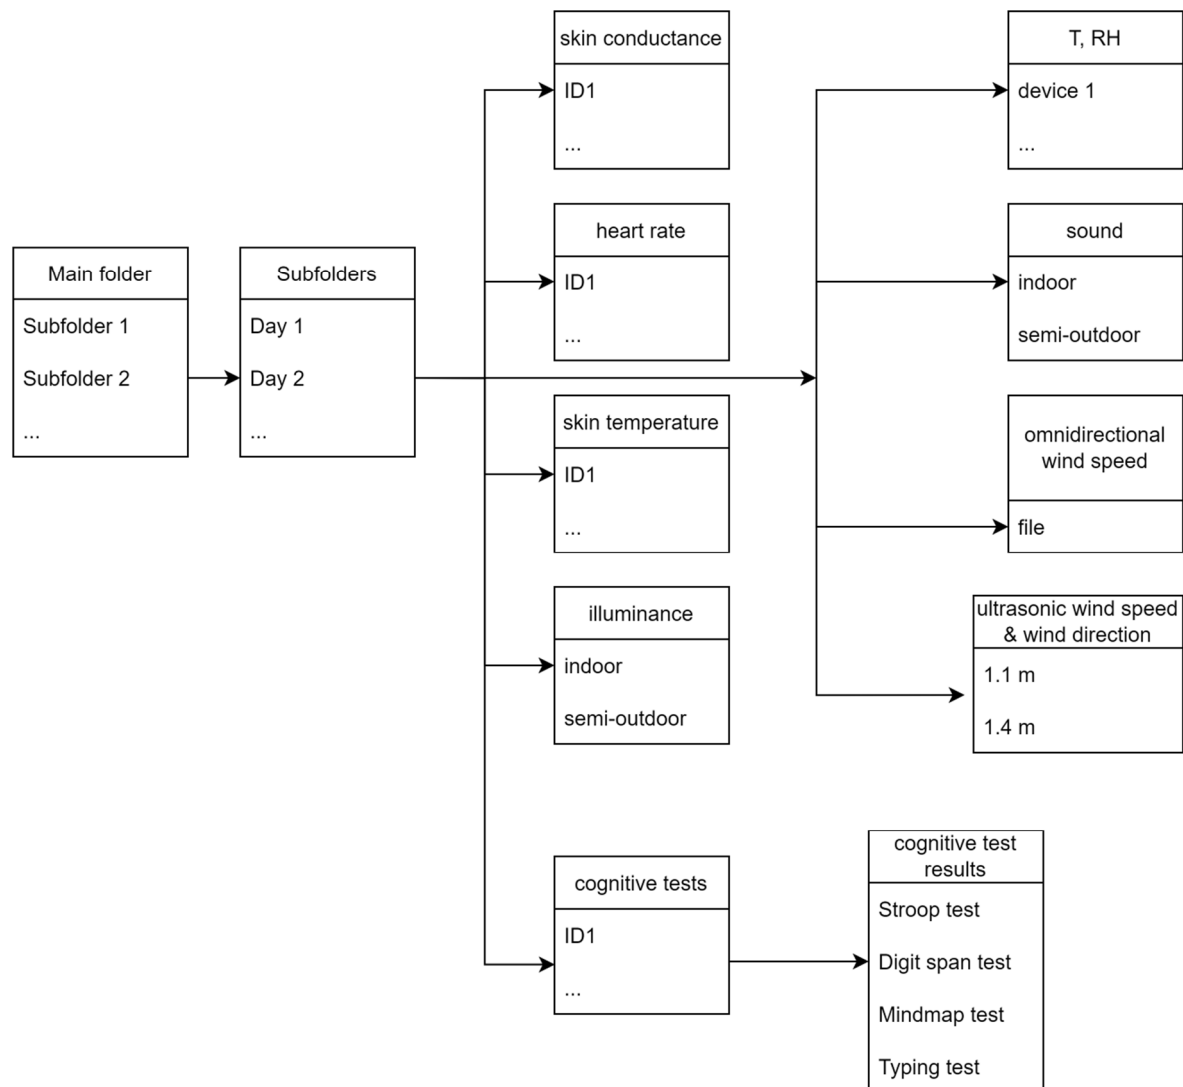 Main folder
Subfolder 1
Subfolder 2
...
Subfolders
Day 1
Day 2
...
skin conductance
ID1
...
heart rate
ID1
...
skin temperature
ID1
...
illuminance
indoor
semi-outdoor
cognitive tests
ID1
...
T, RH
device 1
...
sound
indoor
semi-outdoor
omnidirectional
wind speed
file
ultrasonic wind speed
& wind direction
1.1 m
1.4 m
cognitive test
results
Stroop test
Digit span test
Mindmap test
Typing test